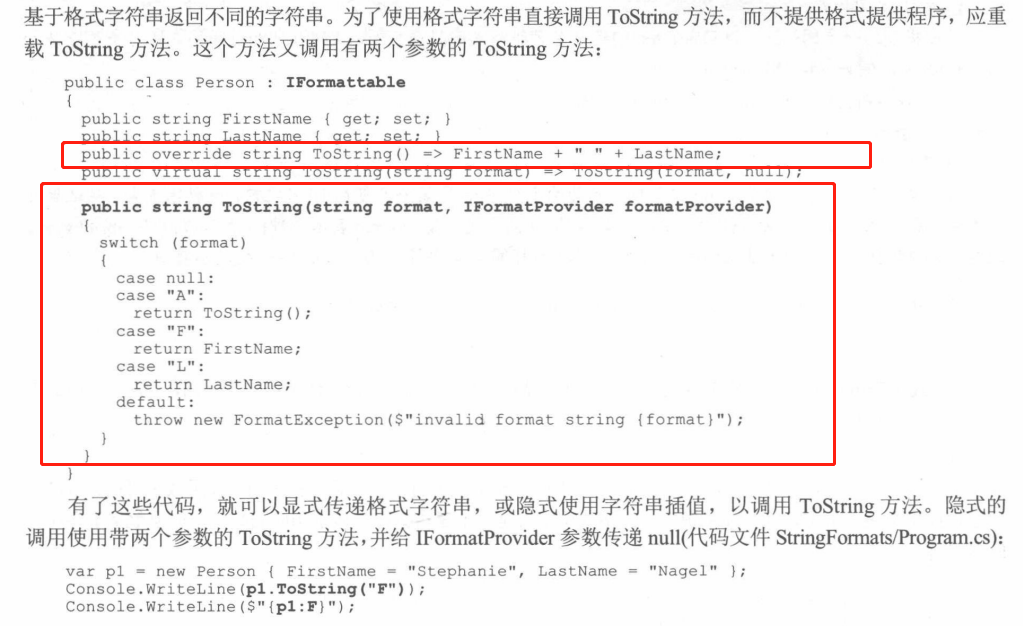 基于格式字符串返回不同的字符串。为了使用格式字符串直接调用 ToString 方法，而不提供格式提供程序，应重
载 ToString 方法。这个方法又调用有两个参数的 ToString 方法：
public class Person : IFormattable
{
public string FirstName { get; set; }
public string LastName { get; set; }
public override string ToString() => FirstName + " " + LastName;
public virtual string ToString(string format) => ToString(format, null);
public string ToString(string format, IFormatProvider formatProvider)
{
switch (format)
{
case null:
case "A":
return ToString();
case "F":
return FirstName;
case "L":
return LastName;
default:
throw new FormatException($"invalid format string {format}");
}
}
}
有了这些代码，就可以显式传递格式字符串，或隐式使用字符串插值，以调用 ToString 方法。隐式的
调用使用带两个参数的 ToString 方法，并给 IFormatProvider 参数传递 null(代码文件 StringFormats/Program.cs)：
var p1 = new Person { FirstName = "Stephanie", LastName = "Nagel" };
Console.WriteLine(p1.ToString("F"));
Console.WriteLine($"{p1:F}");